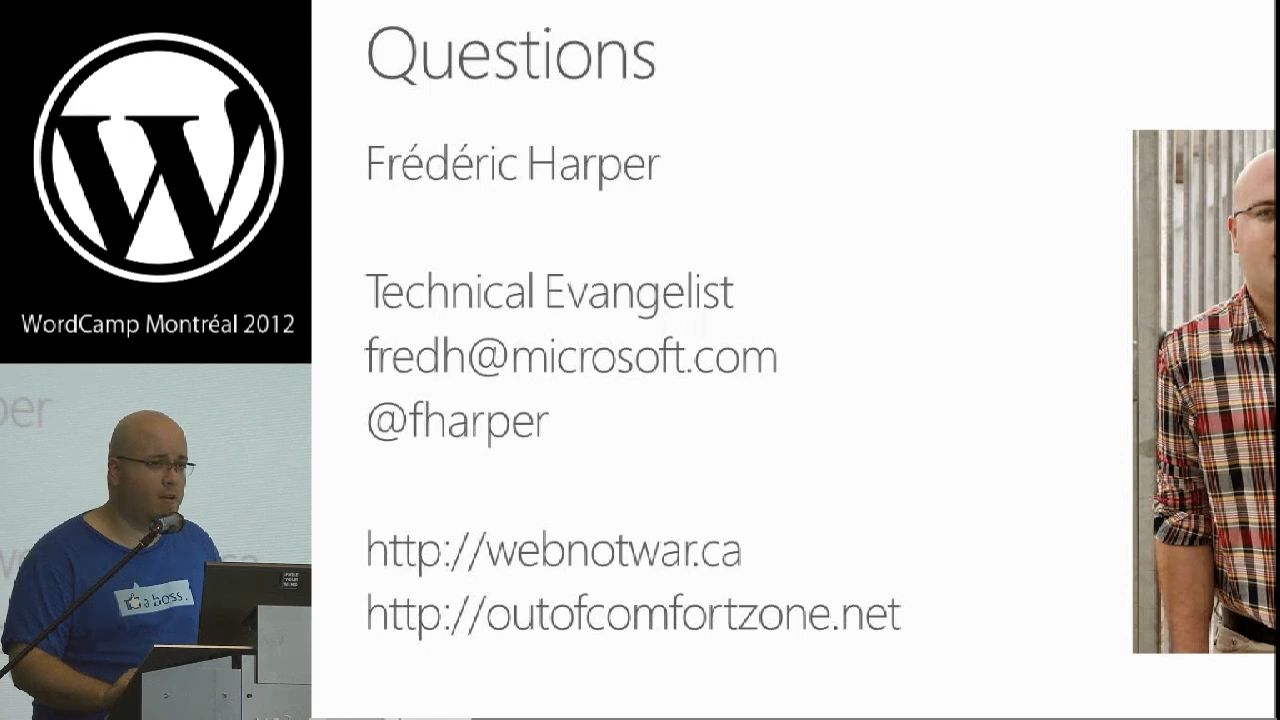 WordCamp Montréal 2012
Questions
Frédéric Harper
Technical Evangelist
fredh@microsoft.com
@fharper
http://webnotwar.ca
http://outofcomfortzone.net
per
a boss.